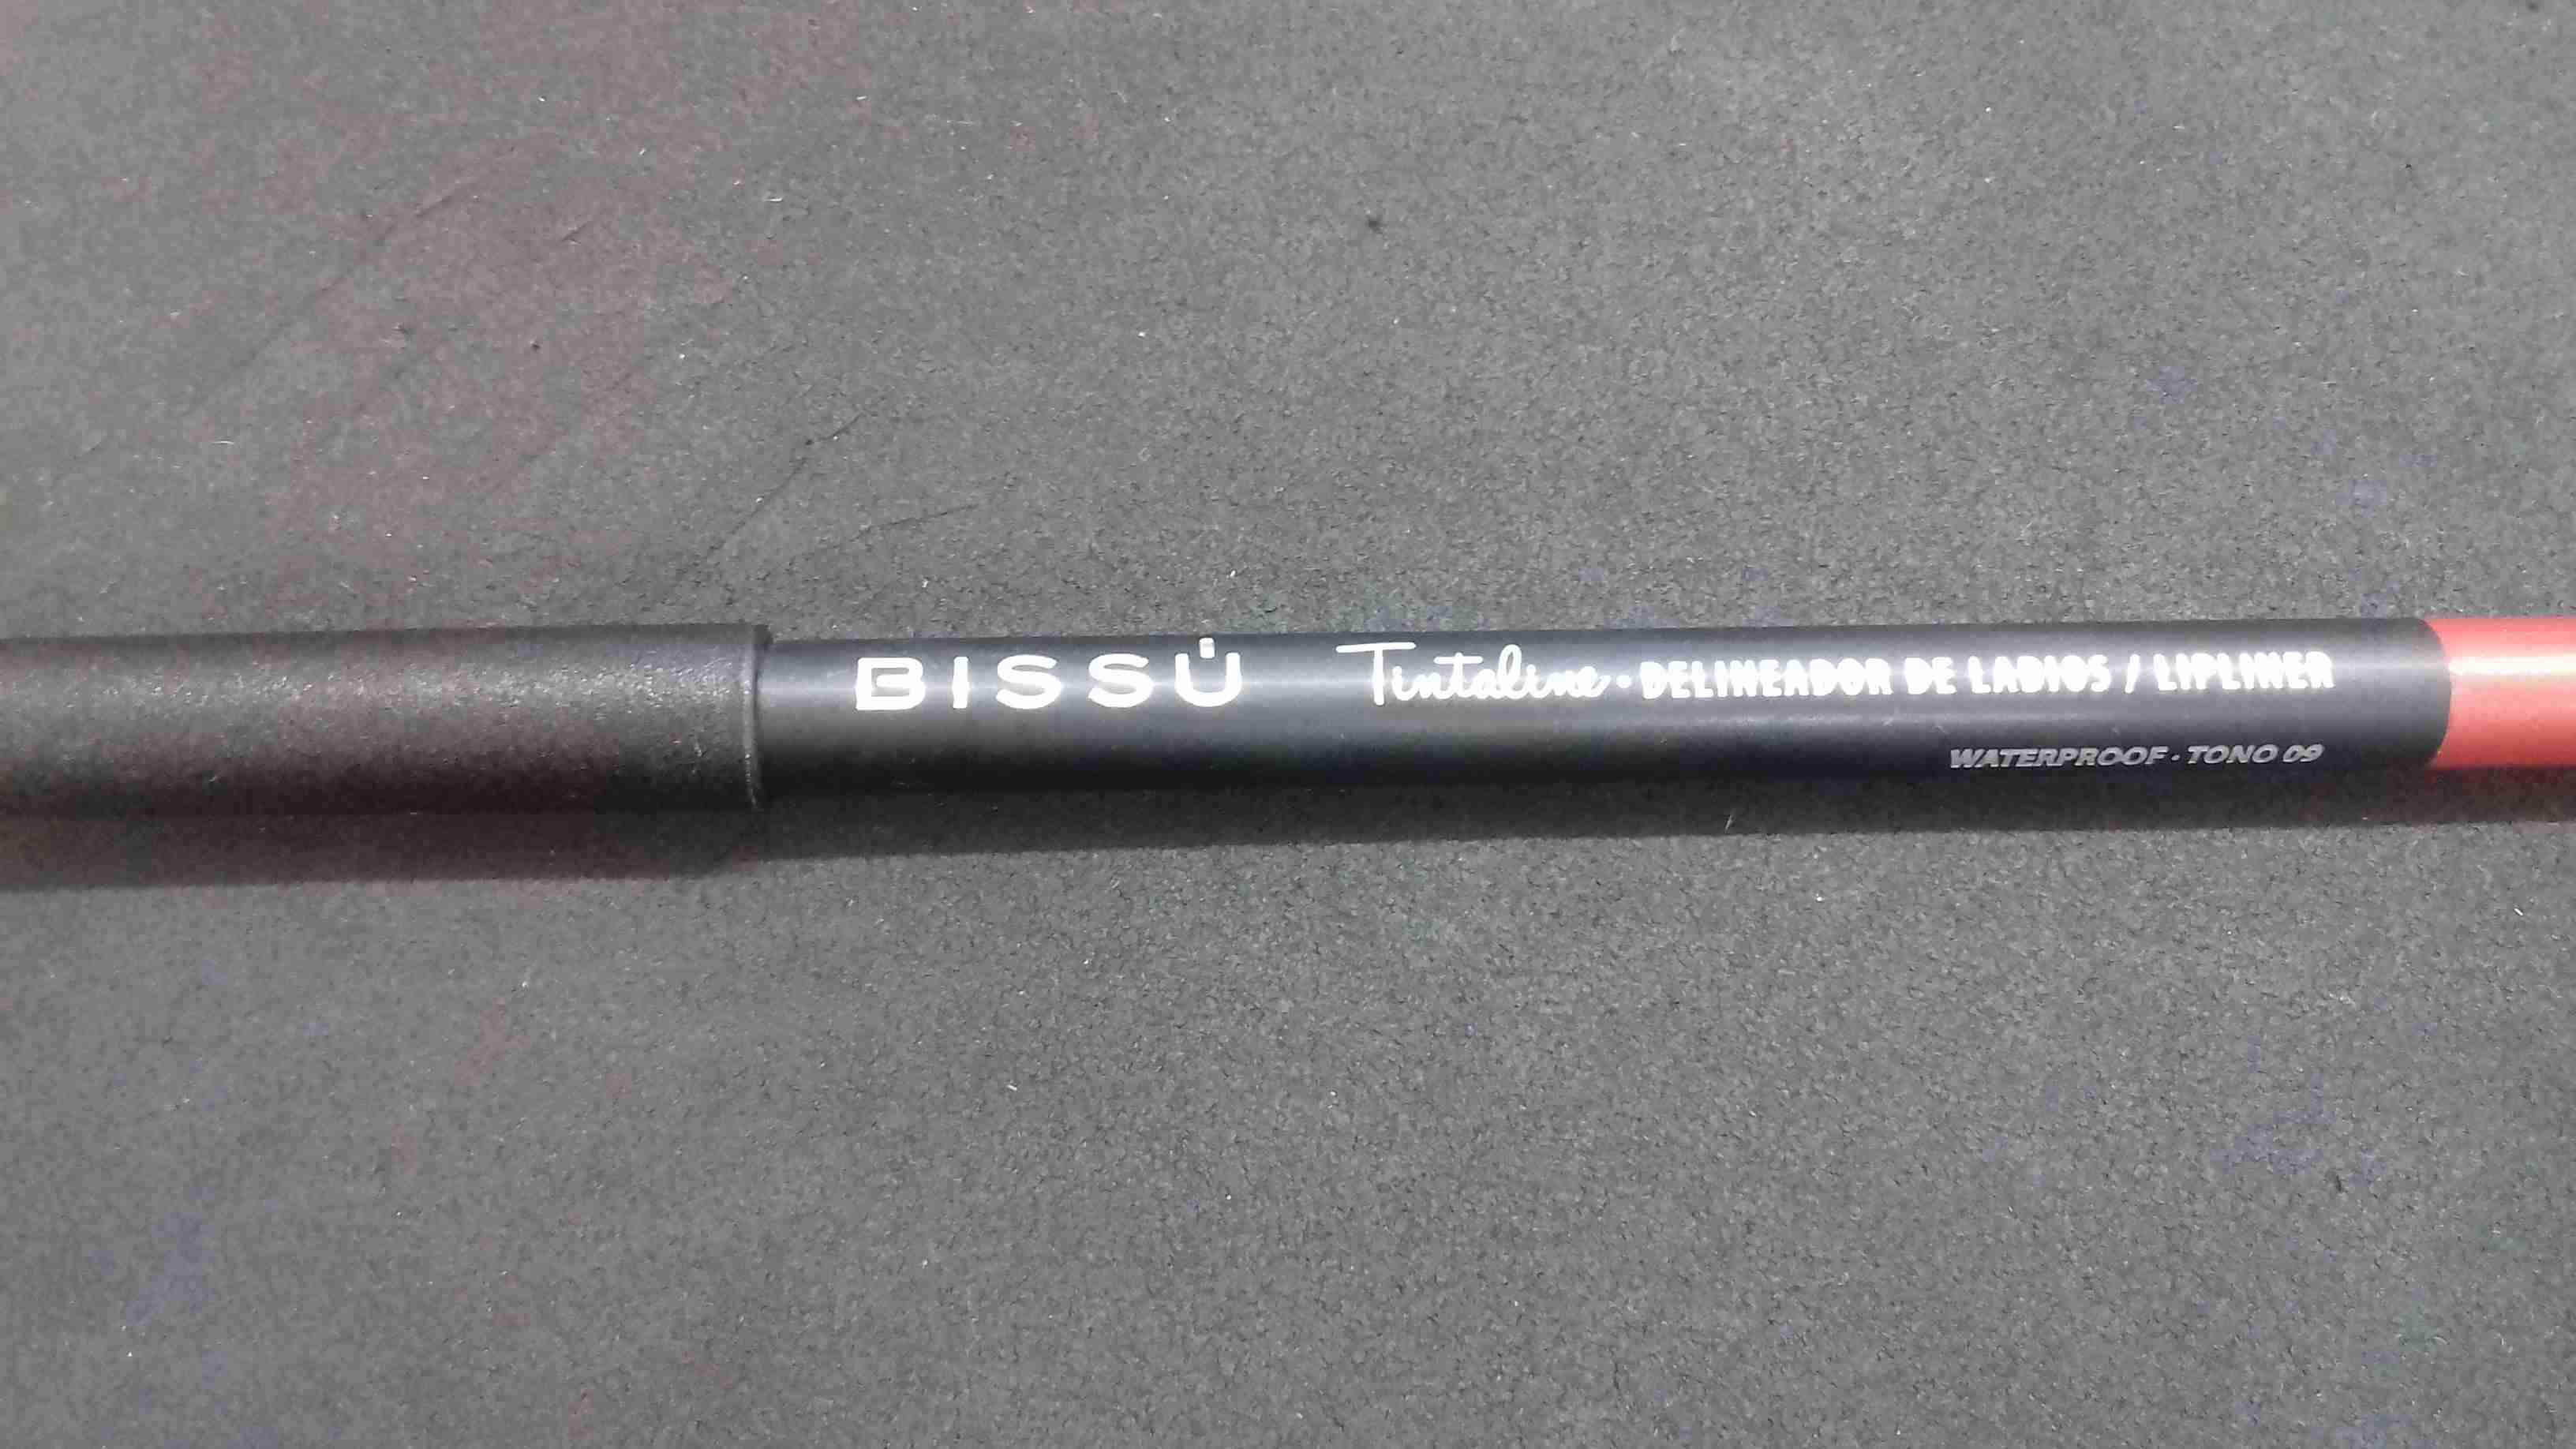 BISSÚ Tintaline · DELINEADOR DE LABIOS / LIPLINER
WATERPROOF · TONO 09